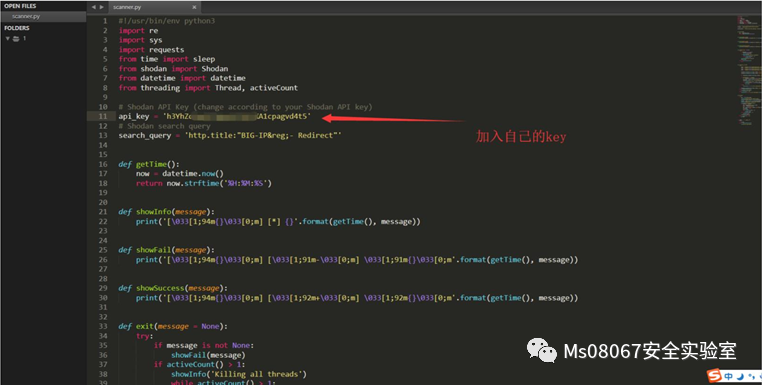 OPEN FILES
scanner.py
FOLDERS
1
scanner.py
1 #!/usr/bin/env python3
2 import re
3 import sys
4 import requests
5 from time import sleep
6 from shodan import Shodan
7 from datetime import datetime
8 from threading import Thread, activeCount
9
10 # Shodan API Key (change according to your Shodan API key)
11 api_key = 
12 # Shodan search query
13 search_query = 'http.title:"BIG-IP&reg;- Redirect"'
14
15
16 def getTime():
17     now = datetime.now()
18     return now.strftime('%H:%M:%S')
19
20
21 def showInfo(message):
22     print('[\033[1;94m{}\033[0;m] [*] {}'.format(getTime(), message))
23
24
25 def showFail(message):
26     print('[\033[1;94m{}\033[0;m] [\033[1;91m-\033[0;m] \033[1;91m{}\033[0;m'.format(getTime(), message))
27
28
29 def showSuccess(message):
30     print('[\033[1;94m{}\033[0;m] [\033[1;92m+\033[0;m] \033[1;92m{}\033[0;m'.format(getTime(), message))
31
32
33 def exit(message = None):
34     try:
35         if message is not None:
36             showFail(message)
37         if activeCount() > 1:
38             showInfo('Killing all threads')
39             while activeCount() > 1:
加入自己的key
Ms08067安全实验室
中